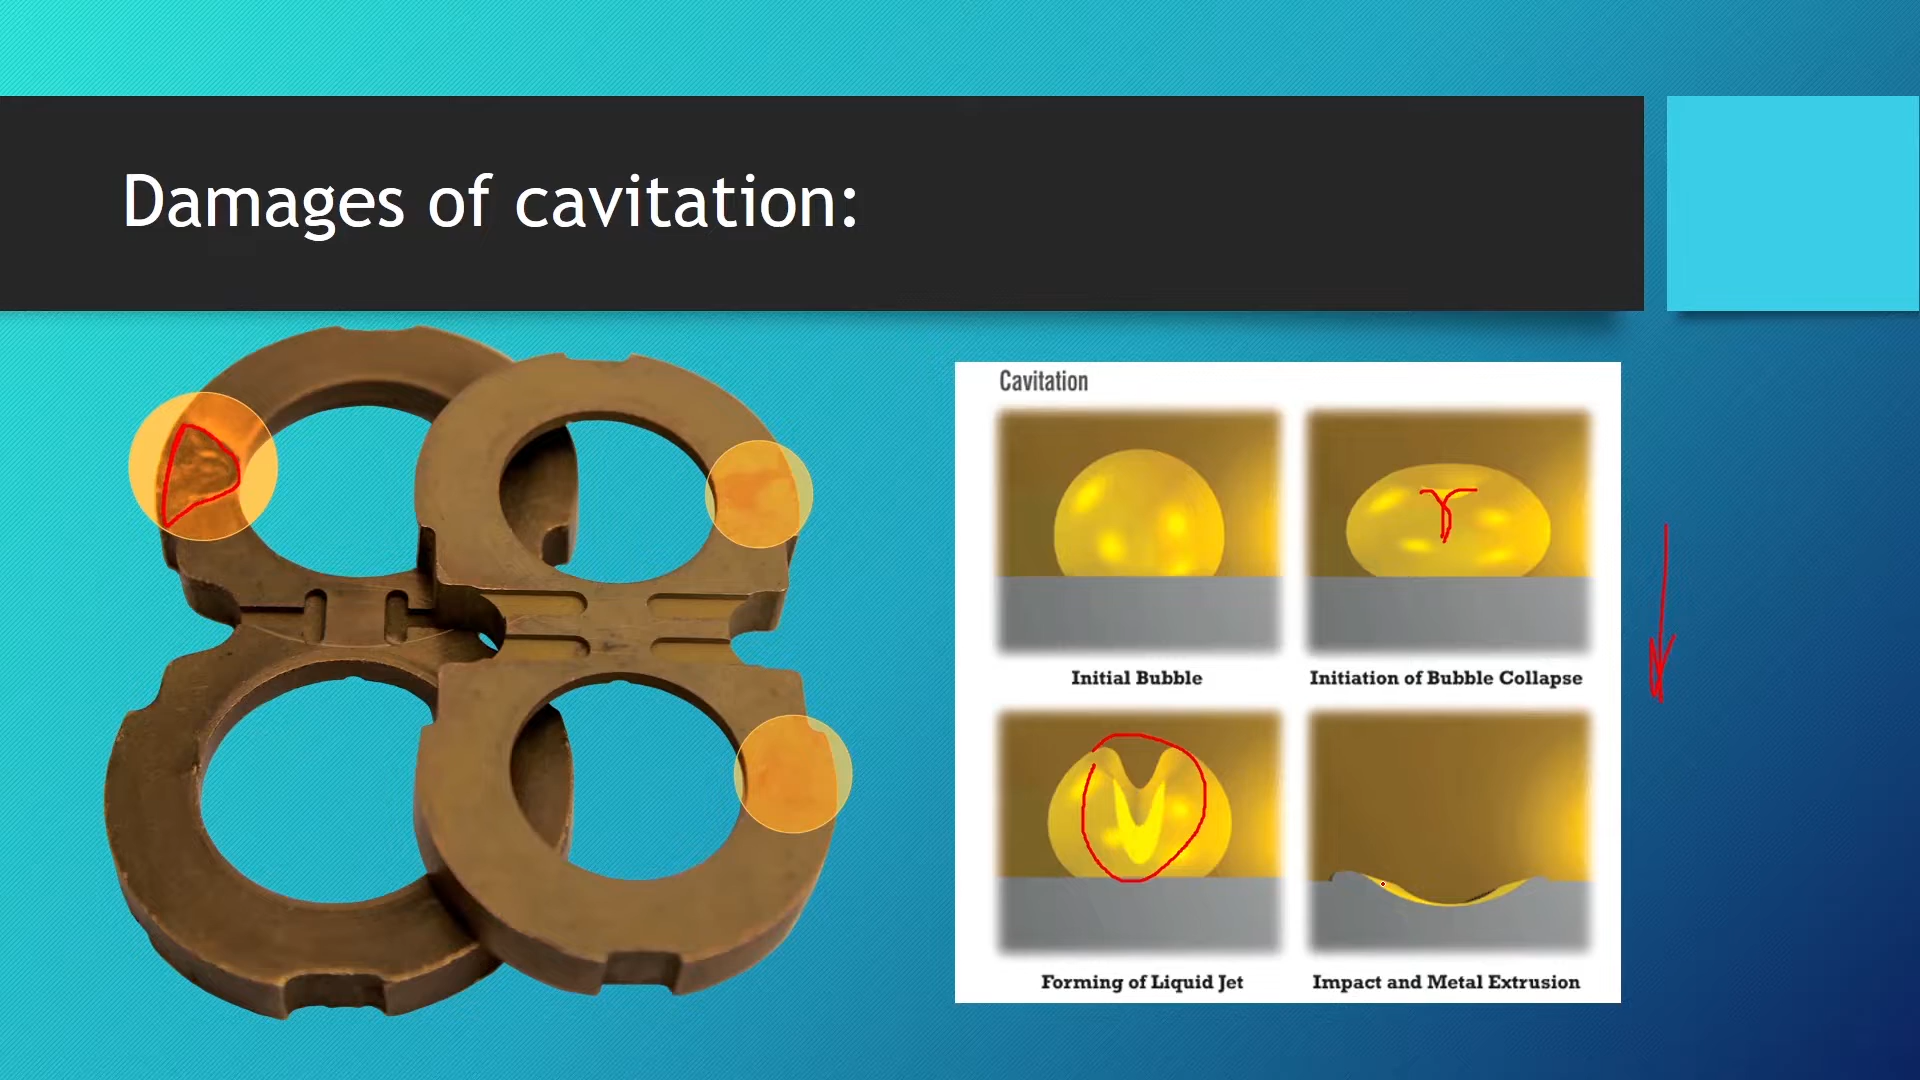 Damages of cavitation:
Cavitation
Initial Bubble
Initiation of Bubble Collapse
Forming of Liquid Jet
Impact and Metal Extrusion